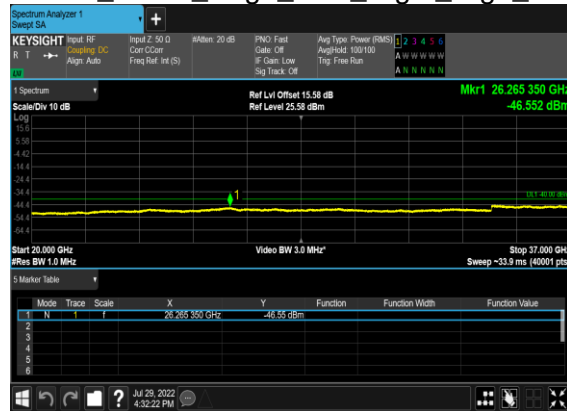 Spectrum Analyzer 1
Swept SA
+
KEYSIGHT Input: RF
R T Coupling: DC
Align: Auto
Input Z: 50 Ω
Corr CCorr
Freq Ref: Int (S)
#Atten: 20 dB
PNO: Fast
Gate: Off
IF Gain: Low
Sig Track: Off
Avg Type: Power (RMS)
Avg|Hold: 100/100
Trig: Free Run
1 2 3 4 5 6
A W W W W W
A N N N N N
1 Spectrum
Scale/Div 10 dB
Ref Lvl Offset 15.58 dB
Ref Level 25.58 dBm
Mkr1 26.265 350 GHz
-46.552 dBm
Log
15.6
5.58
-4.42
-14.4
-24.4
-34.4
-44.4
-54.4
-64.4
1
Start 20.000 GHz
#Res BW 1.0 MHz
Video BW 3.0 MHz*
Stop 37.000 GHz
Sweep ~33.9 ms (40001 pts)
5 Marker Table
Mode Trace Scale X Y Function Function Width Function Value
1 N 1 f 26.265 350 GHz -46.55 dBm
2
3
4
5
6
?
Jul 29, 2022
4:32:22 PM